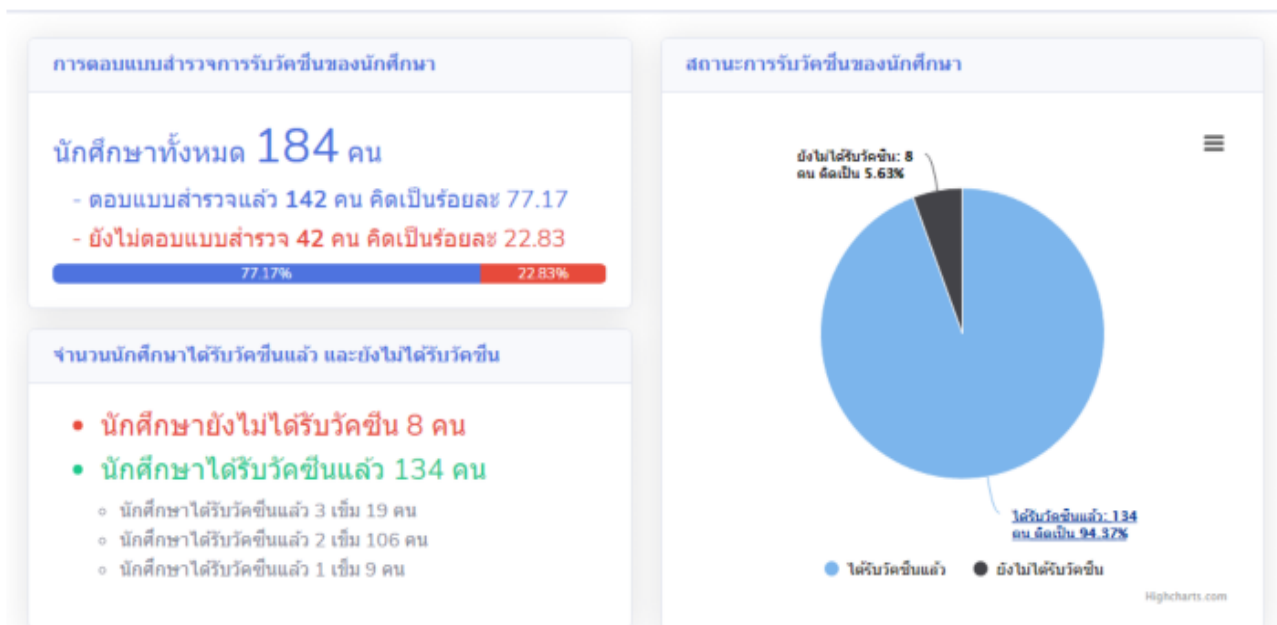 การตอบแบบสำรวจการรับวัคซีนของนักศึกษา
นักศึกษาทั้งหมด 184 คน
- ตอบแบบสำรวจแล้ว 142 คน คิดเป็นร้อยละ 77.17
- ยังไม่ตอบแบบสำรวจ 42 คน คิดเป็นร้อยละ 22.83
77.17% 22.83%
จำนวนนักศึกษาได้รับวัคซีนแล้ว และยังไม่ได้รับวัคซีน
• นักศึกษายังไม่ได้รับวัคซีน 8 คน
• นักศึกษาได้รับวัคซีนแล้ว 134 คน
◦ นักศึกษาได้รับวัคซีนแล้ว 3 เข็ม 19 คน
◦ นักศึกษาได้รับวัคซีนแล้ว 2 เข็ม 106 คน
◦ นักศึกษาได้รับวัคซีนแล้ว 1 เข็ม 9 คน
สถานะการรับวัคซีนของนักศึกษา
ยังไม่ได้รับวัคซีน: 8
คน คิดเป็น 5.63%
ได้รับวัคซีนแล้ว: 134
คน คิดเป็น 94.37%
ได้รับวัคซีนแล้ว ยังไม่ได้รับวัคซีน
Highcharts.com